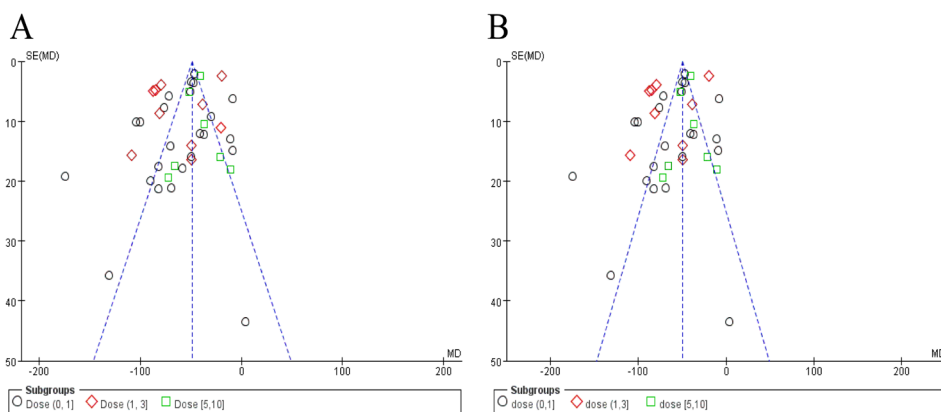 A
SE(MD)
0
10
20
30
40
50
-200
-100
0
100
200
MD
Subgroups
Dose (0, 1]
Dose (1, 3]
Dose [5,10]
B
SE(MD)
0
10
20
30
40
50
-200
-100
0
100
200
MD
Subgroups
dose (0,1]
dose (1,3]
dose [5,10]